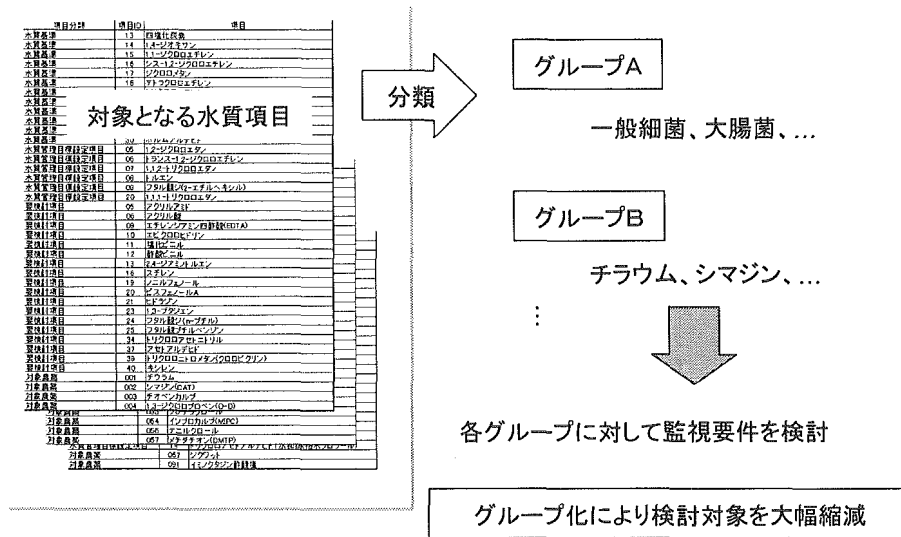 項目分類 項目ID 項目
水質基準 13 四塩化炭素
水質基準 14 1,4-ジオキサン
水質基準 15 1,1-ジクロロエチレン
水質基準 16 シス-1,2-ジクロロエチレン
水質基準 17 ジクロロメタン
水質基準 18 テトラクロロエチレン
水質基準
水質基準
水質基準
対象となる水質項目
水質管理目標設定項目 05 1,2-ジクロロエタン
水質管理目標設定項目 06 トランス-1,2-ジクロロエチレン
水質管理目標設定項目 07 1,1,2-トリクロロエタン
水質管理目標設定項目 08 トルエン
水質管理目標設定項目 09 フタル酸ジ(2-エチルヘキシル)
水質管理目標設定項目 20 1,1,1-トリクロロエタン
要検討項目 05 アクリルアミド
要検討項目 06 アクリル酸
要検討項目 09 エチレンジアミン四酢酸(EDTA)
要検討項目 10 エピクロロヒドリン
要検討項目 11 塩化ビニル
要検討項目 12 酢酸ビニル
要検討項目 13 2,4-ジアミノトルエン
要検討項目 16 スチレン
要検討項目 19 ノニルフェノール
要検討項目 20 ビスフェノールA
要検討項目 21 ヒドラジン
要検討項目 23 1,3-ブタジエン
要検討項目 24 フタル酸ジ(n-ブチル)
要検討項目 25 フタル酸ブチルベンジル
要検討項目 34 トリクロロアセトニトリル
要検討項目 37 アセトアルデヒド
要検討項目 39 トリクロロニトロメタン(クロロピクリン)
要検討項目 40 キシレン
対象農薬 001 チウラム
対象農薬 002 シマジン(CAT)
対象農薬 003 チオベンカルブ
対象農薬 004 1,3-ジクロロプロペン(D-D)
対象農薬 054 イソプロカルブ(MIPC)
対象農薬 テニルクロール
対象農薬 057 メチダチオン(DMTP)
対象農薬 067 ジクワット
対象農薬 091 イミノクタジン酢酸塩
分類
グループA
一般細菌、大腸菌、…
グループB
チラウム、シマジン、…
⋮
各グループに対して監視要件を検討
グループ化により検討対象を大幅縮減